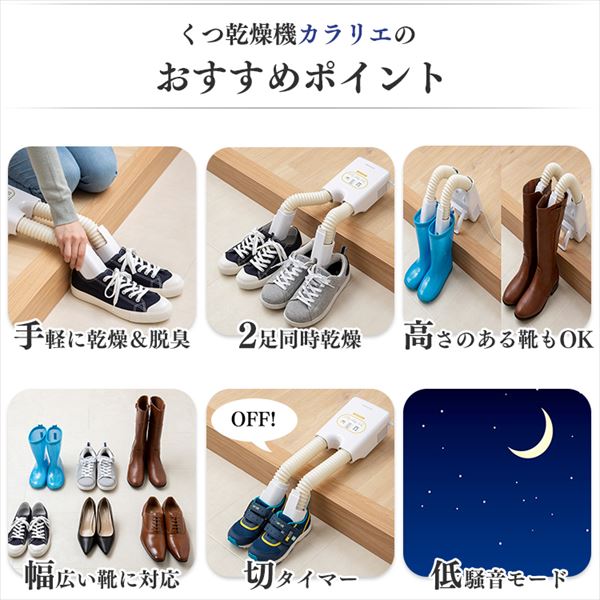 くつ乾燥機カラリエの
おすすめポイント
手軽に乾燥&脱臭
2足同時乾燥
高さのある靴もOK
幅広い靴に対応
OFF!
切タイマー
低騒音モード